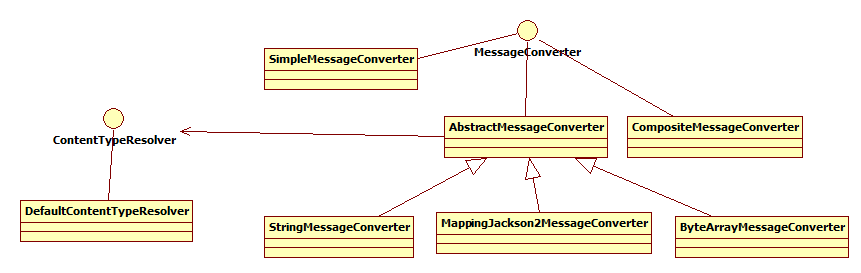 MessageConverter
SimpleMessageConverter
ContentTypeResolver
AbstractMessageConverter
CompositeMessageConverter
DefaultContentTypeResolver
StringMessageConverter
MappingJackson2MessageConverter
ByteArrayMessageConverter